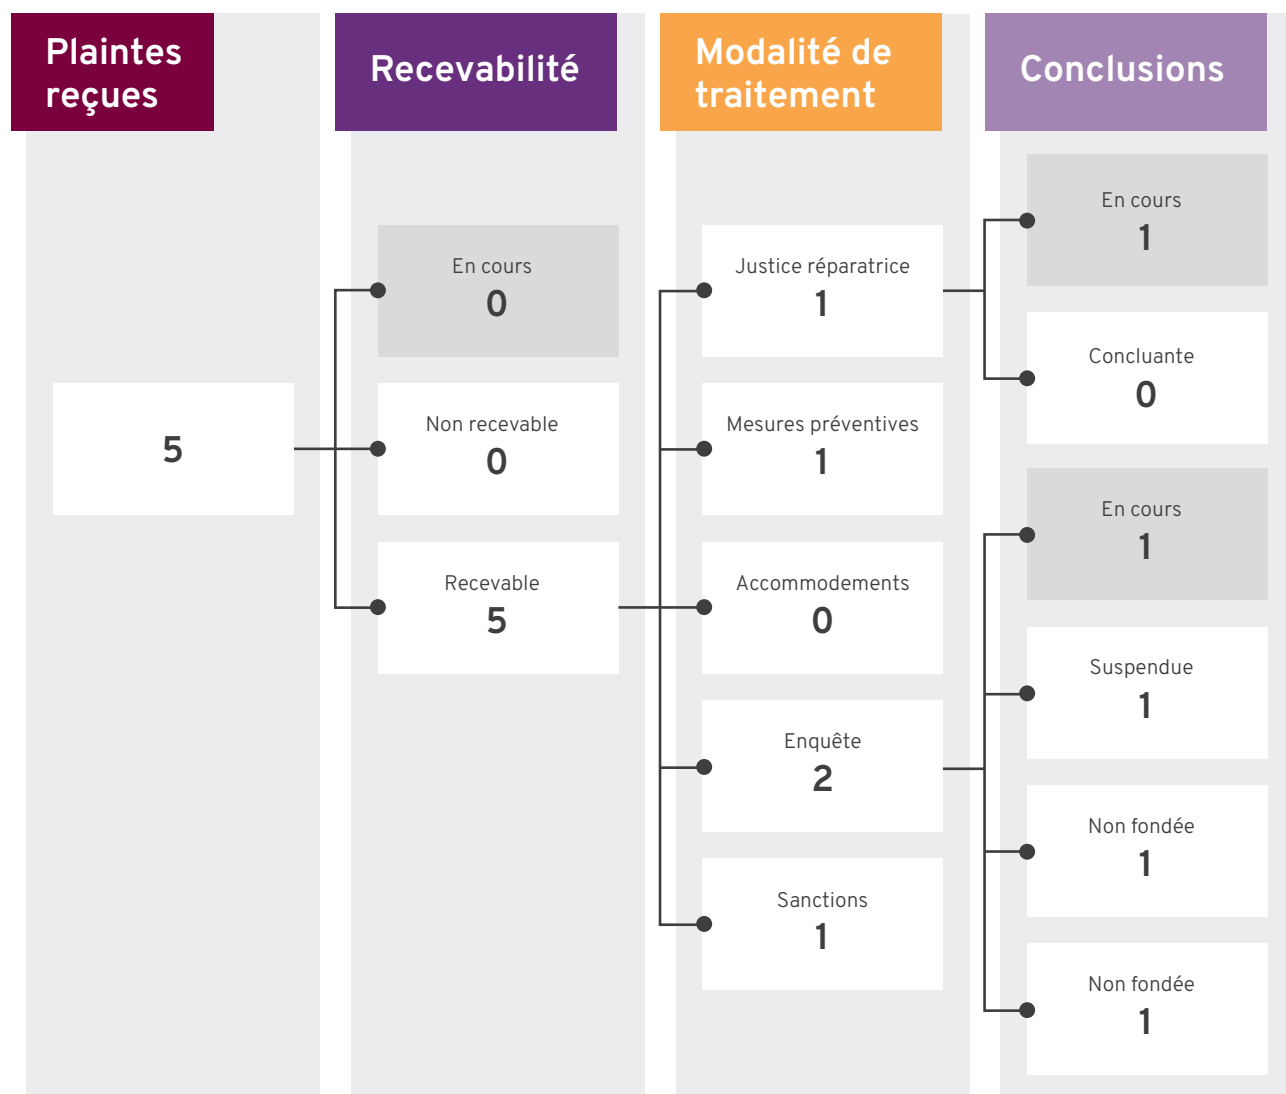 Plaintes
reçues
Recevabilité
Modalité de
traitement
Conclusions
5
En cours
0
Non recevable
0
Recevable
5
Justice réparatrice
1
Mesures préventives
1
Accommodements
0
Enquête
2
Sanctions
1
En cours
1
Concluante
0
En cours
1
Suspendue
1
Non fondée
1
Non fondée
1